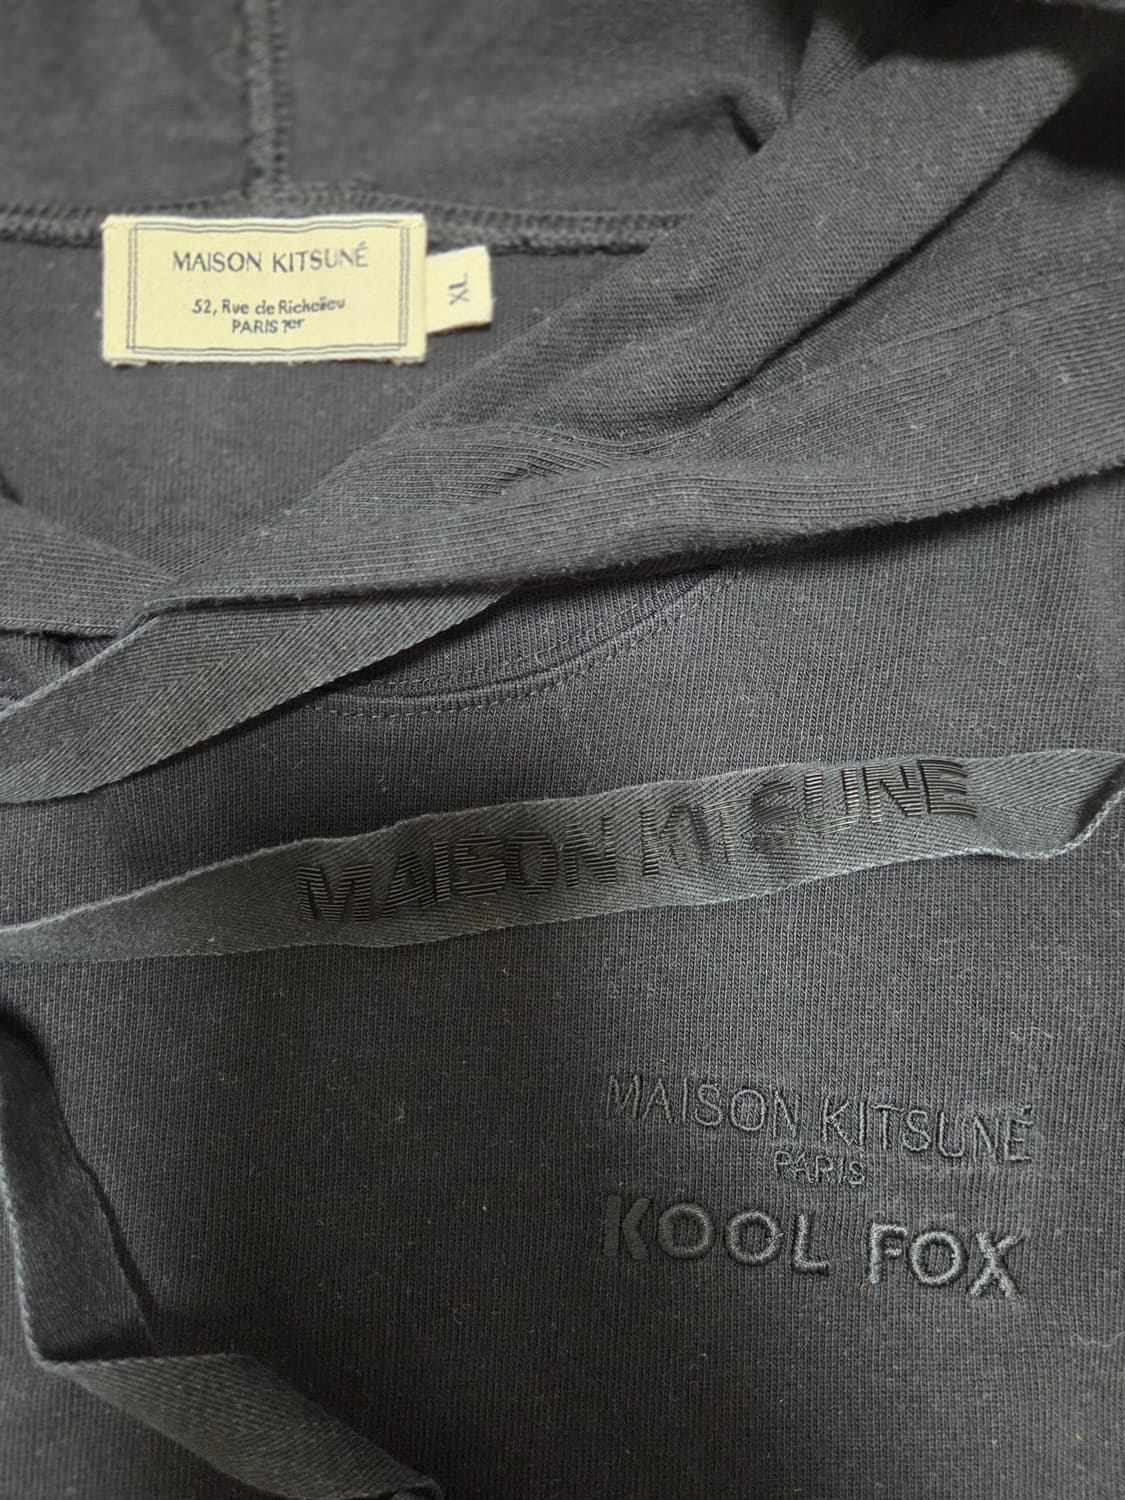 MAISON KITSUNÉ
52, Rue de Richelieu
PARIS 1er
XL
MAISON KITSUNE
MAISON KITSUNÉ
PARIS
KOOL FOX